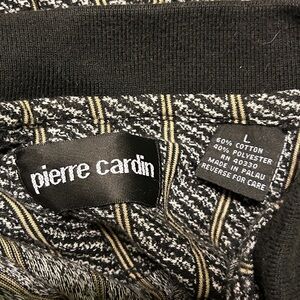 pierre cardin
L
60% COTTON
40% POLYESTER
RN 40330
MADE IN PALAU
REVERSE FOR CARE